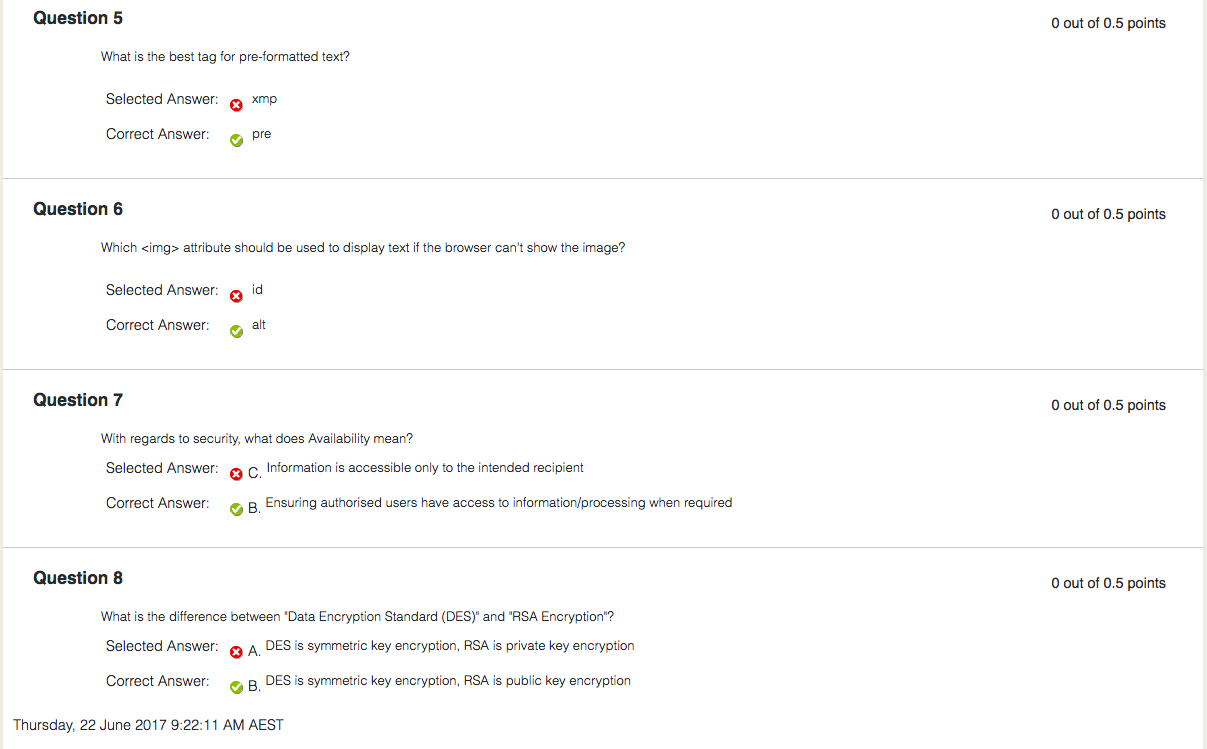 Question 5
0 out of 0.5 points
What is the best tag for pre-formatted text?
Selected Answer: xmp
Correct Answer: pre
Question 6
0 out of 0.5 points
Which <img> attribute should be used to display text if the browser can't show the image?
Selected Answer: id
Correct Answer: alt
Question 7
0 out of 0.5 points
With regards to security, what does Availability mean?
Selected Answer: C. Information is accessible only to the intended recipient
Correct Answer: B. Ensuring authorised users have access to information/processing when required
Question 8
0 out of 0.5 points
What is the difference between "Data Encryption Standard (DES)" and "RSA Encryption"?
Selected Answer: A. DES is symmetric key encryption, RSA is private key encryption
Correct Answer: B. DES is symmetric key encryption, RSA is public key encryption
Thursday, 22 June 2017 9:22:11 AM AEST